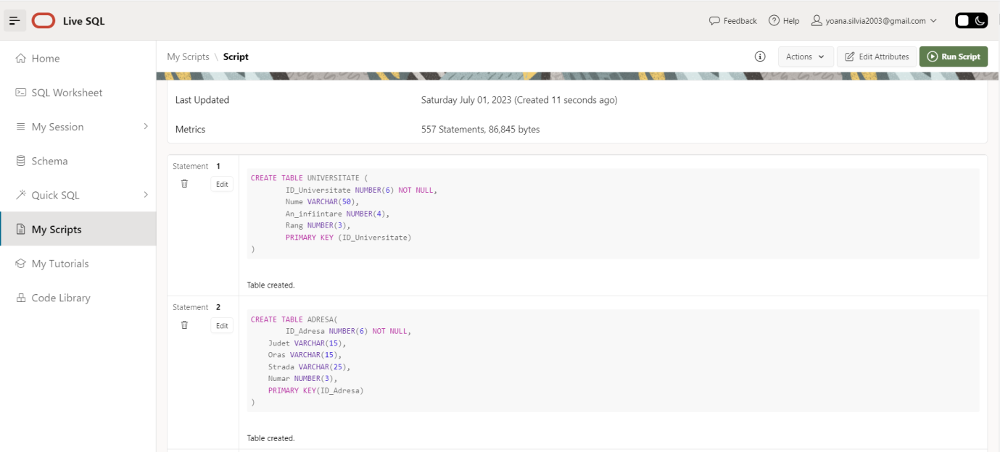 Live SQL
Feedback
Help
yoana.silvia2003@gmail.com
Home
SQL Worksheet
My Session
Schema
Quick SQL
My Scripts
My Tutorials
Code Library
My Scripts \ Script
Actions
Edit Attributes
Run Script
Last Updated Saturday July 01, 2023 (Created 11 seconds ago)
Metrics 557 Statements, 86,845 bytes
Statement 1
Edit
CREATE TABLE UNIVERSITATE (
ID_Universitate NUMBER(6) NOT NULL,
Nume VARCHAR(50),
An_infiintare NUMBER(4),
Rang NUMBER(3),
PRIMARY KEY (ID_Universitate)
)
Table created.
Statement 2
Edit
CREATE TABLE ADRESA(
ID_Adresa NUMBER(6) NOT NULL,
Judet VARCHAR(15),
Oras VARCHAR(15),
Strada VARCHAR(25),
Numar NUMBER(3),
PRIMARY KEY(ID_Adresa)
)
Table created.